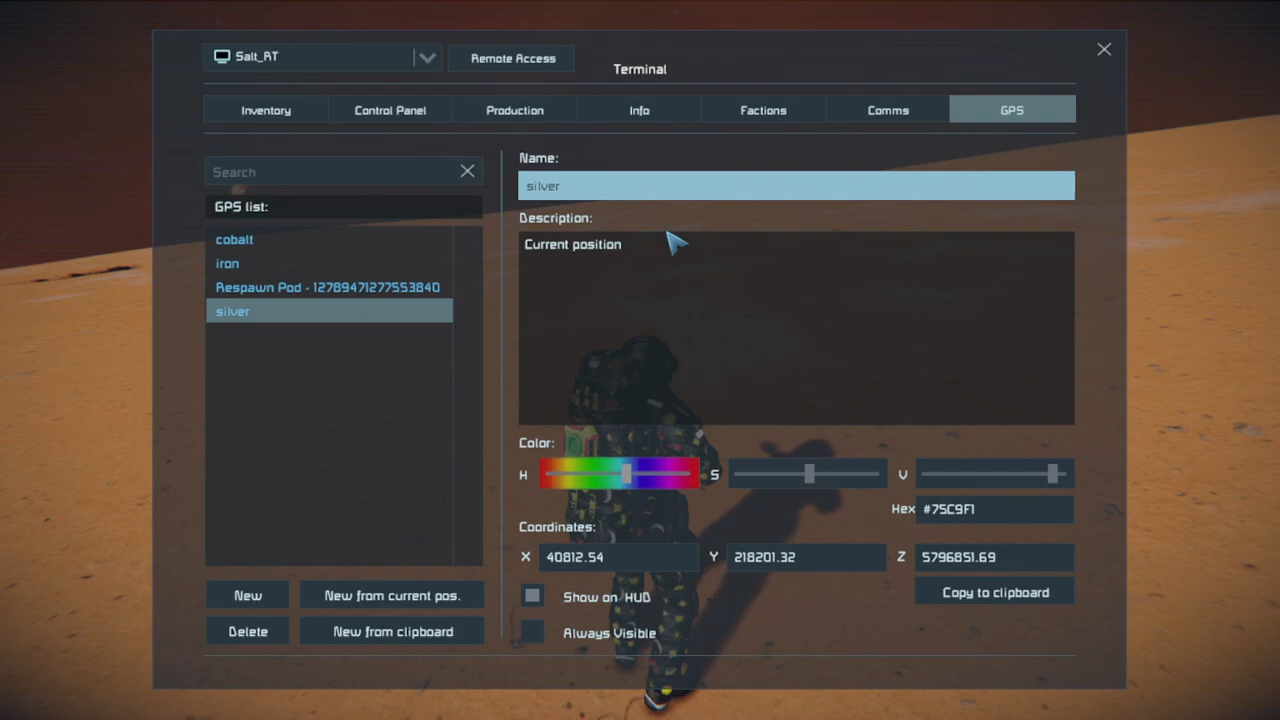 Salt_RT
Remote Access
Terminal
Inventory
Control Panel
Production
Info
Factions
Comms
GPS
Search
GPS list:
cobalt
iron
Respawn Pod - 12789471277553840
silver
New
New from current pos.
Delete
New from clipboard
Name:
silver
Description:
Current position
Color:
H
S
V
Hex #75C9F1
Coordinates:
X 40812.54 Y 218201.32 Z 5796851.69
Show on HUD
Copy to clipboard
Always Visible